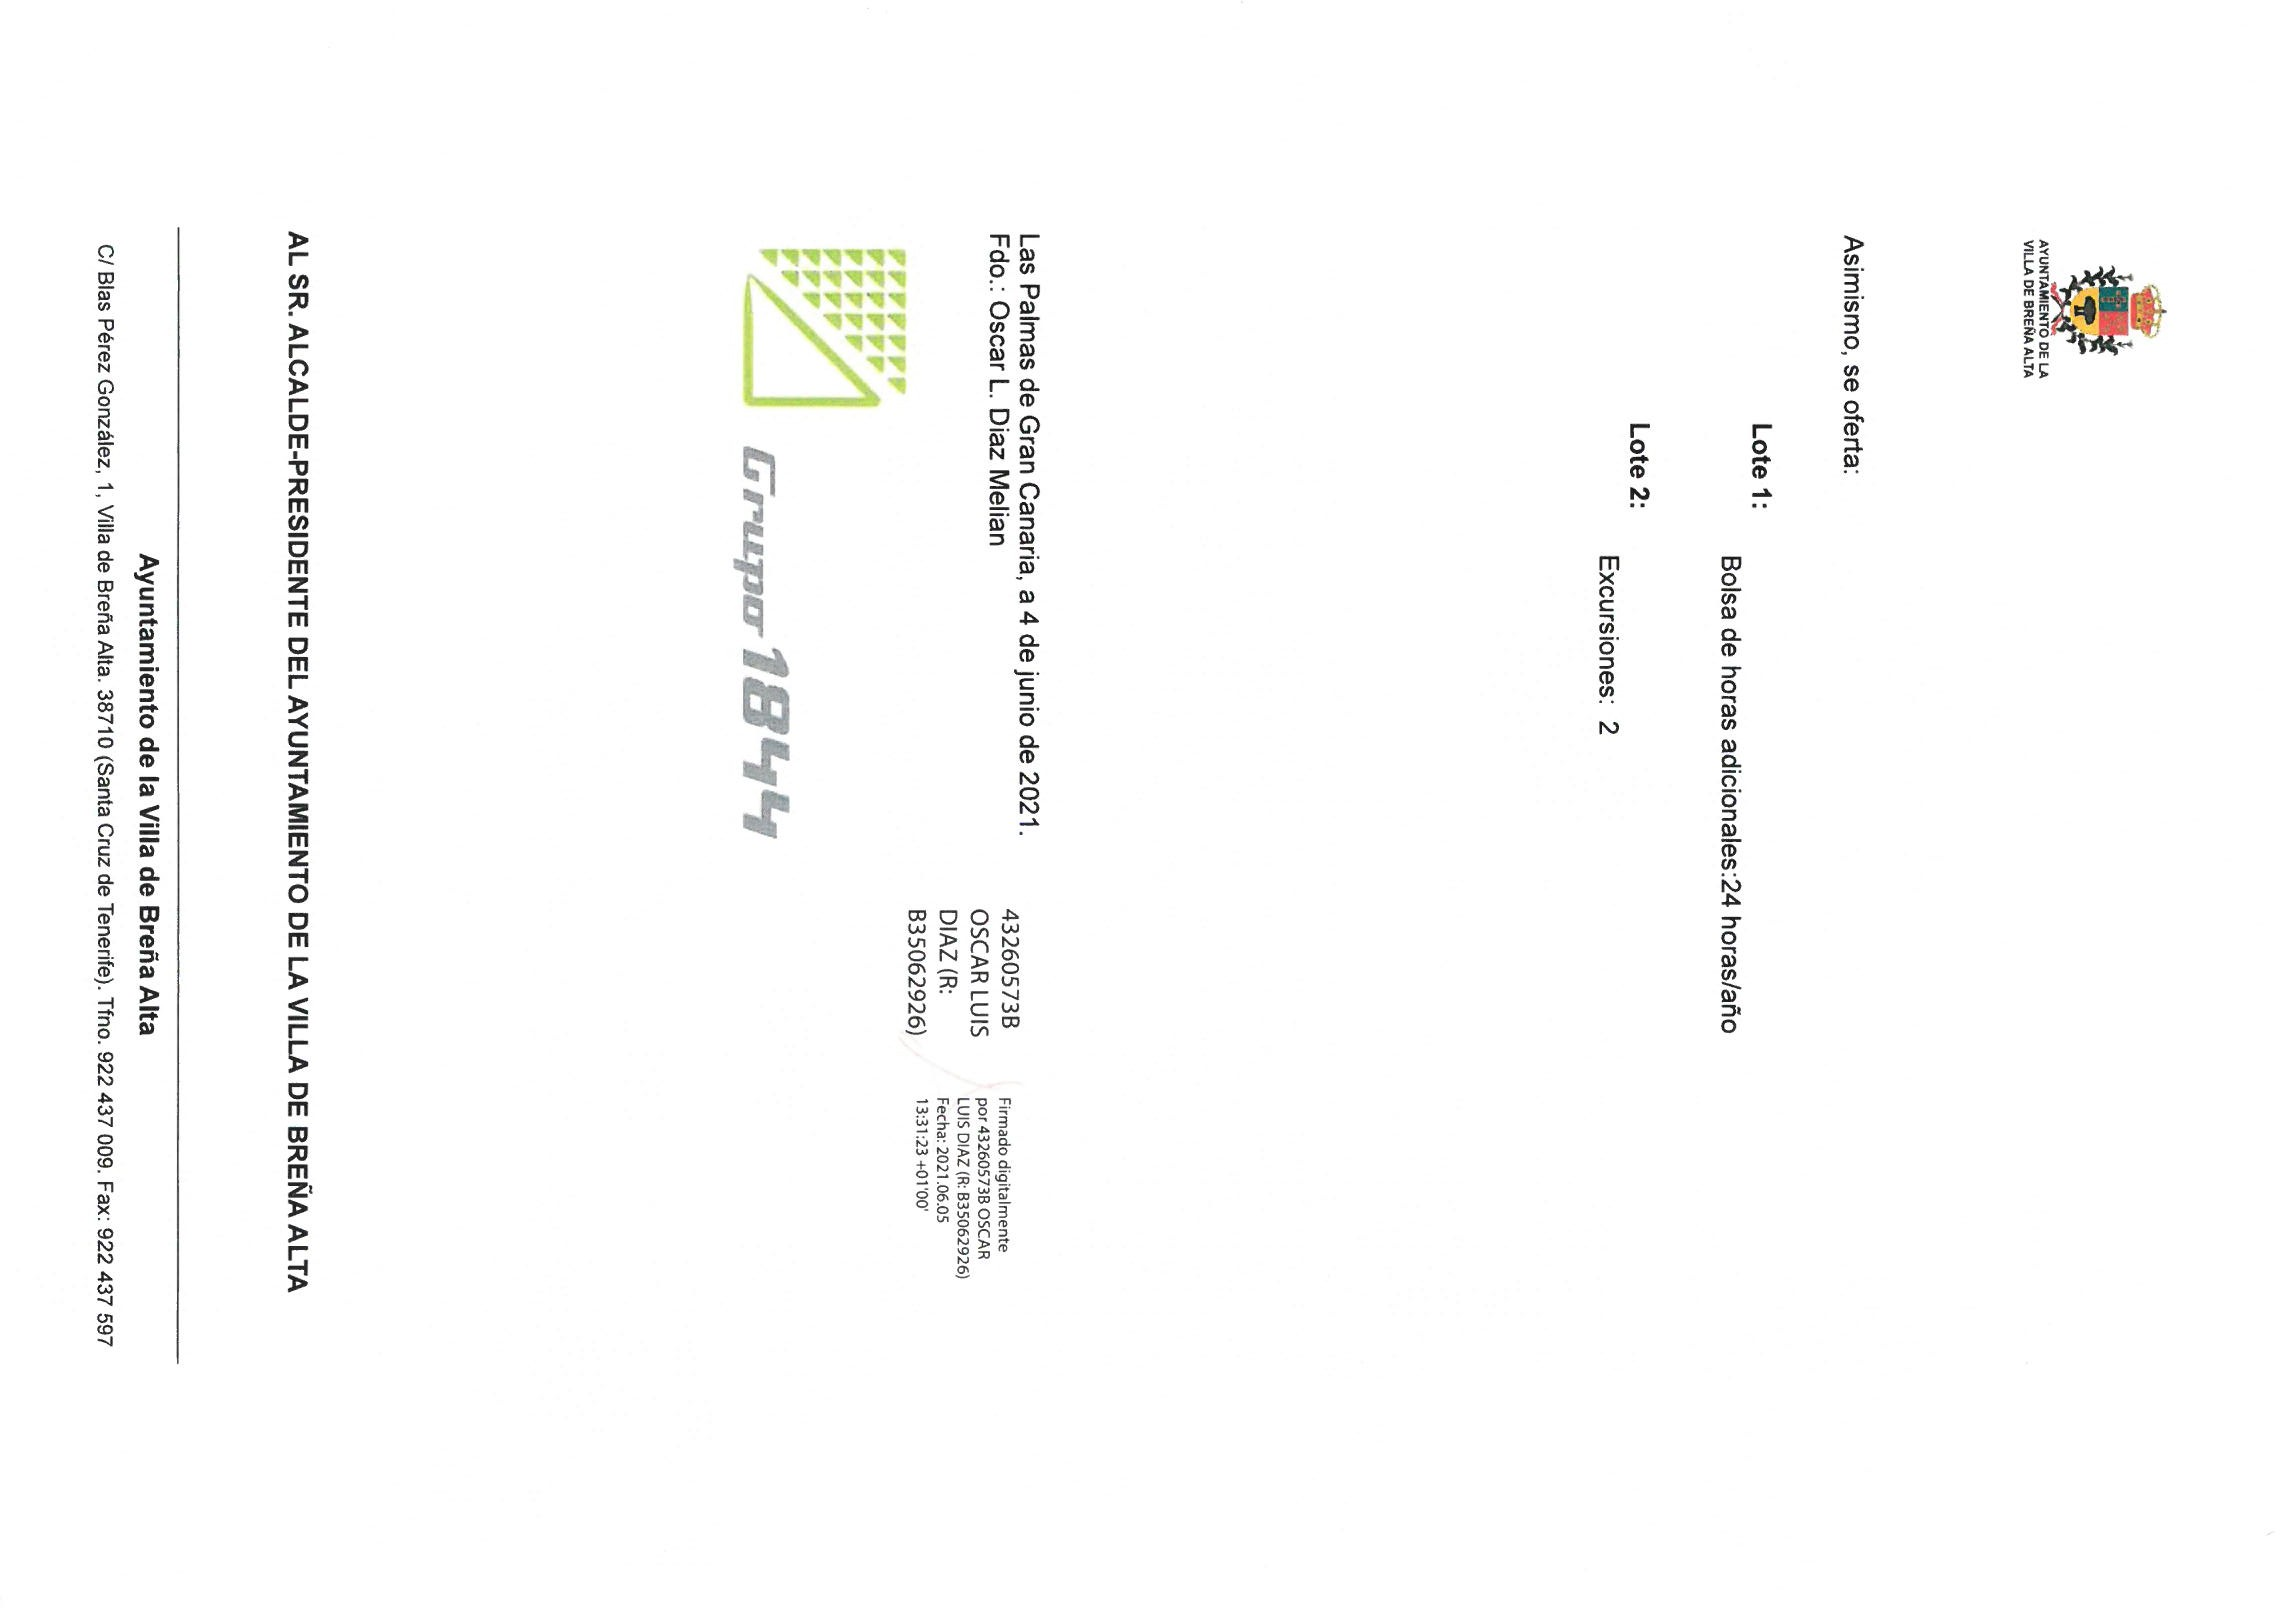 AYUNTAMIENTO DE LA
VILLA DE BREÑA ALTA
Asimismo, se oferta:
Lote 1:
Bolsa de horas adicionales:24 horas/año
Lote 2:
Excursiones: 2
Las Palmas de Gran Canaria, a 4 de junio de 2021.
Fdo.: Oscar L. Diaz Melian
43260573B
OSCAR LUIS
DIAZ (R:
B35062926)
Firmado digitalmente
por 43260573B OSCAR
LUIS DIAZ (R: B35062926)
Fecha: 2021.06.05
13:31:23 +01'00'
Grupo 1844
AL SR. ALCALDE-PRESIDENTE DEL AYUNTAMIENTO DE LA VILLA DE BREÑA ALTA
Ayuntamiento de la Villa de Breña Alta
C/ Blas Pérez González, 1, Villa de Breña Alta. 38710 (Santa Cruz de Tenerife). Tfno. 922 437 009. Fax: 922 437 597